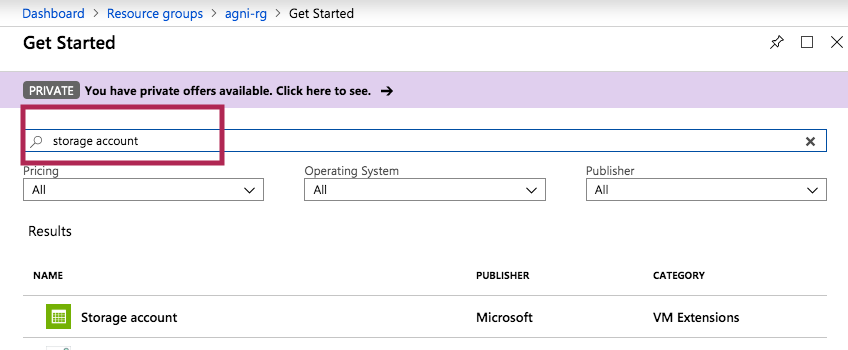 Dashboard > Resource groups > agni-rg > Get Started
Get Started
PRIVATE You have private offers available. Click here to see. →
storage account
Pricing Operating System Publisher
All All All
Results
NAME PUBLISHER CATEGORY
Storage account Microsoft VM Extensions